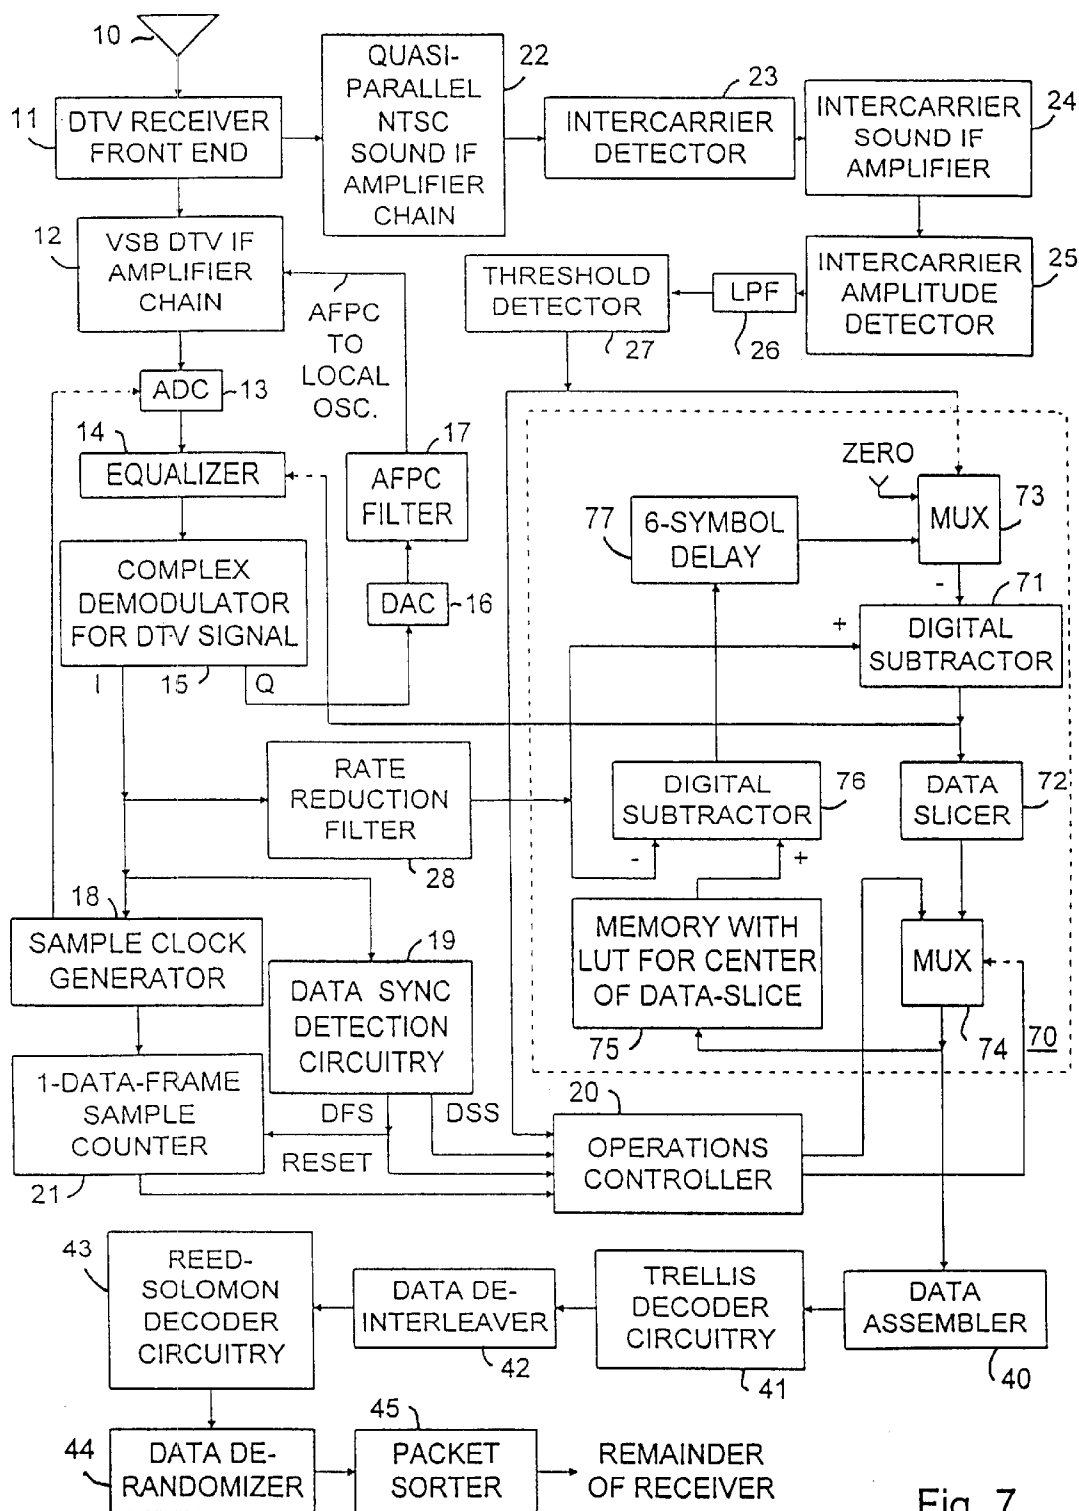 10
11
DTV RECEIVER
FRONT END
QUASI-
PARALLEL
NTSC
SOUND IF
AMPLIFIER
CHAIN
22
INTERCARRIER
DETECTOR
23
INTERCARRIER
SOUND IF
AMPLIFIER
24
12
VSB DTV IF
AMPLIFIER
CHAIN
AFPC
TO
LOCAL
OSC.
THRESHOLD
DETECTOR
27
LPF
26
INTERCARRIER
AMPLITUDE
DETECTOR
25
ADC
13
14
EQUALIZER
17
AFPC
FILTER
ZERO
MUX
73
77
6-SYMBOL
DELAY
COMPLEX
DEMODULATOR
FOR DTV SIGNAL
I
15
Q
DAC
16
-
71
+
DIGITAL
SUBTRACTOR
RATE
REDUCTION
FILTER
28
DIGITAL
SUBTRACTOR
76
-
+
DATA
SLICER
72
18
SAMPLE CLOCK
GENERATOR
19
DATA SYNC
DETECTION
CIRCUITRY
MEMORY WITH
LUT FOR CENTER
OF DATA-SLICE
75
MUX
74
70
1-DATA-FRAME
SAMPLE
COUNTER
21
DFS
DSS
RESET
20
OPERATIONS
CONTROLLER
43
REED-
SOLOMON
DECODER
CIRCUITRY
DATA DE-
INTERLEAVER
42
TRELLIS
DECODER
CIRCUITRY
41
DATA
ASSEMBLER
40
44
DATA DE-
RANDOMIZER
45
PACKET
SORTER
REMAINDER
OF RECEIVER
Fig. 7